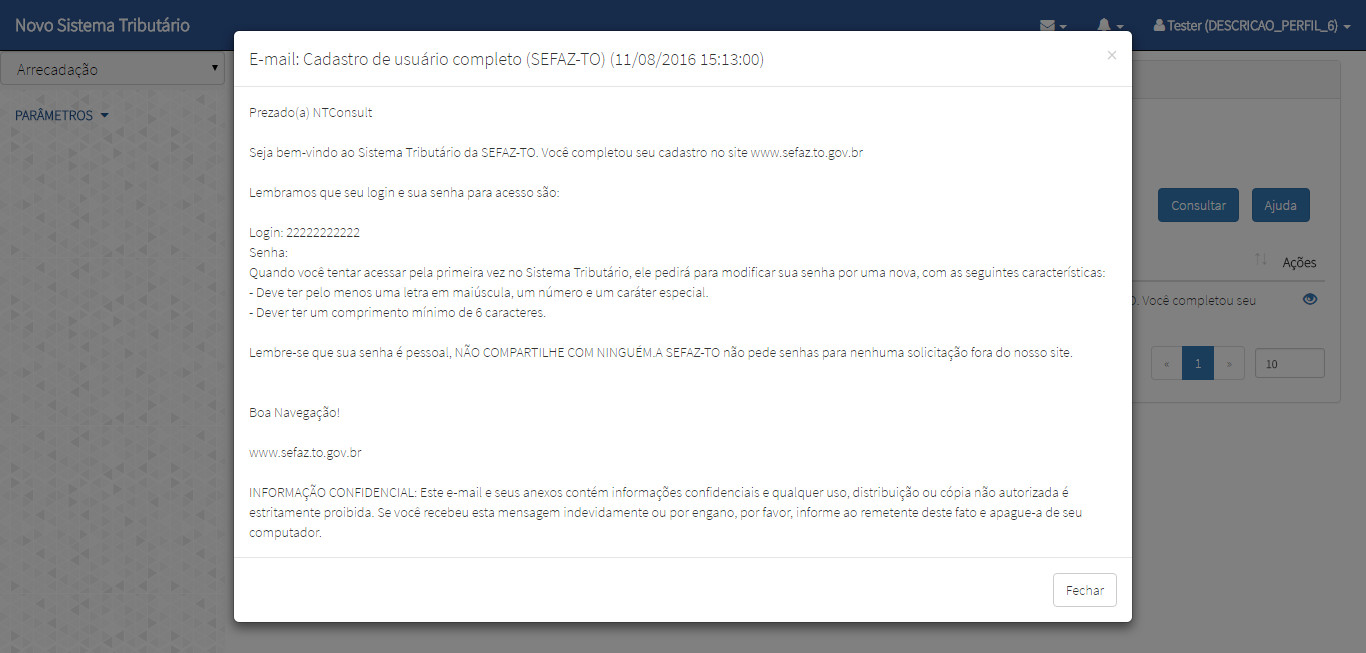 Novo Sistema Tributário
Tester (DESCRICAO_PERFIL_6)
Arrecadação
PARÂMETROS
E-mail: Cadastro de usuário completo (SEFAZ-TO) (11/08/2016 15:13:00)
×
Prezado(a) NTConsult
Seja bem-vindo ao Sistema Tributário da SEFAZ-TO. Você completou seu cadastro no site www.sefaz.to.gov.br
Lembramos que seu login e sua senha para acesso são:
Login: 22222222222
Senha:
Quando você tentar acessar pela primeira vez no Sistema Tributário, ele pedirá para modificar sua senha por uma nova, com as seguintes características:
- Deve ter pelo menos uma letra em maiúscula, um número e um caráter especial.
- Dever ter um comprimento mínimo de 6 caracteres.
Lembre-se que sua senha é pessoal, NÃO COMPARTILHE COM NINGUÉM.A SEFAZ-TO não pede senhas para nenhuma solicitação fora do nosso site.
Boa Navegação!
www.sefaz.to.gov.br
INFORMAÇÃO CONFIDENCIAL: Este e-mail e seus anexos contém informações confidenciais e qualquer uso, distribuição ou cópia não autorizada é
estritamente proibida. Se você recebeu esta mensagem indevidamente ou por engano, por favor, informe ao remetente deste fato e apague-a de seu
computador.
Fechar
Consultar
Ajuda
Ações
. Você completou seu
« 1 »
10